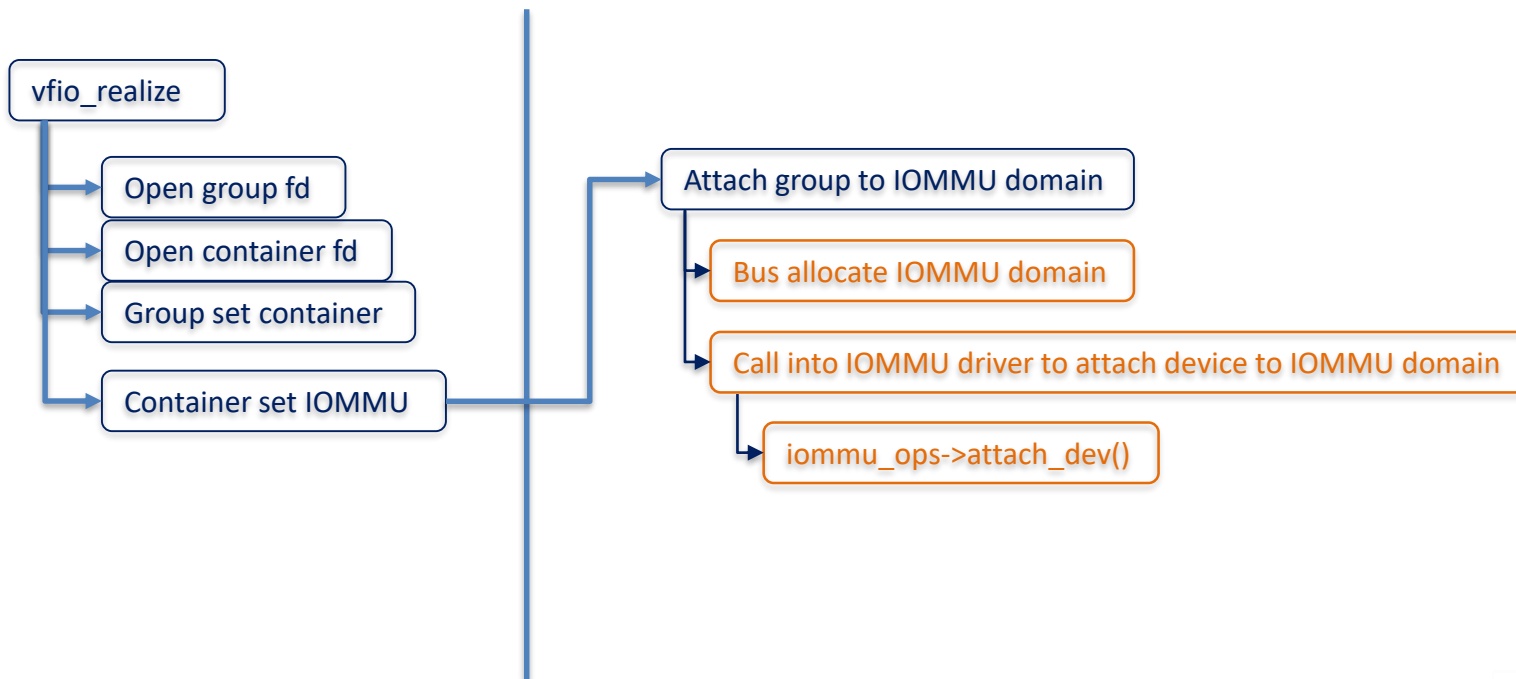 vfio_realize
Open group fd
Open container fd
Group set container
Container set IOMMU
Attach group to IOMMU domain
Bus allocate IOMMU domain
Call into IOMMU driver to attach device to IOMMU domain
iommu_ops->attach_dev()